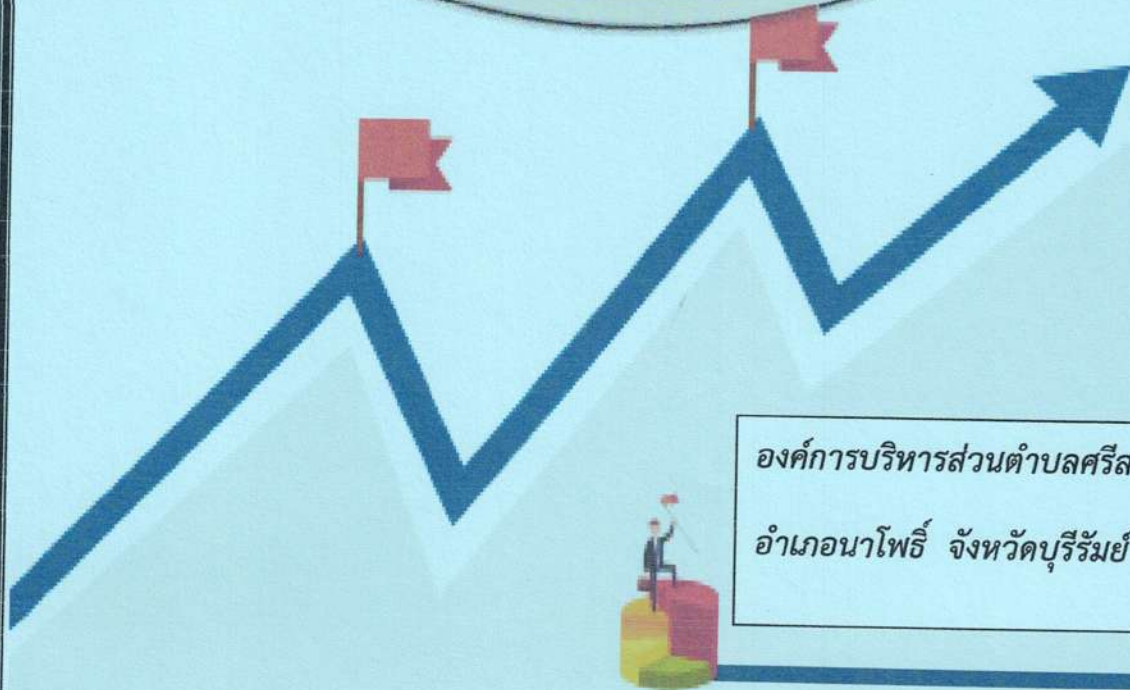 องค์การบริหารส่วนตำบลศรีส
อำเภอนาโพธิ์ จังหวัดบุรีรัมย์